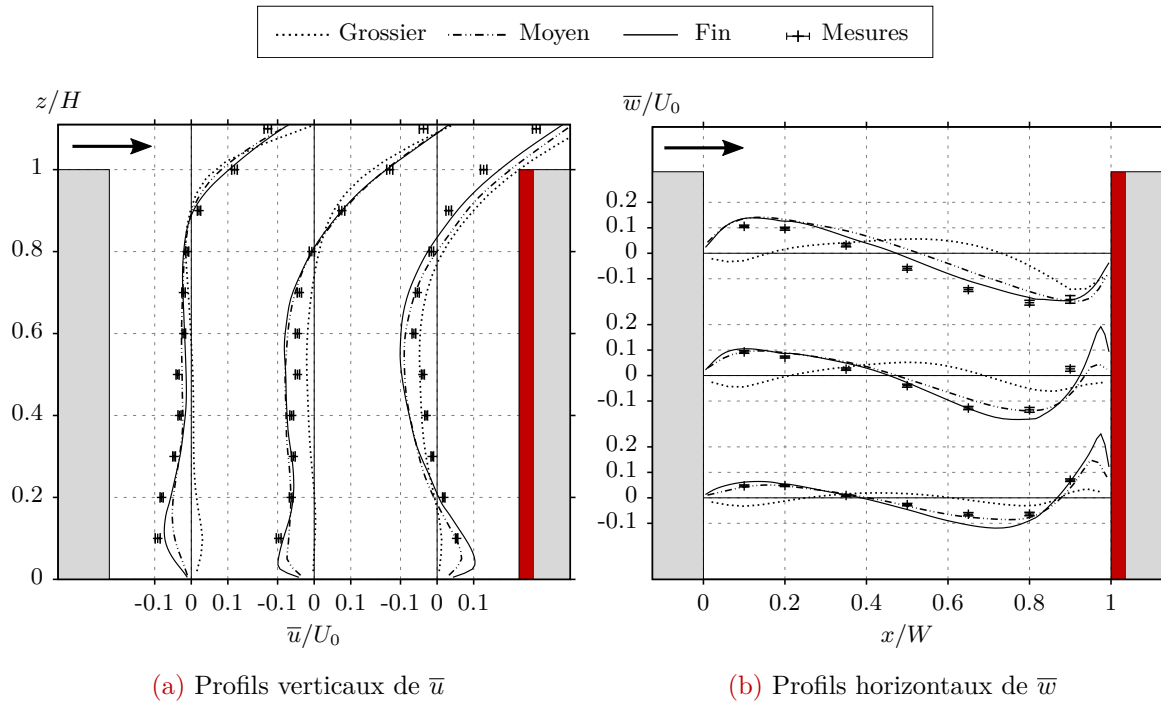 Grossier Moyen Fin Mesures
z/H
1
0.8
0.6
0.4
0.2
0
-0.1 0 0.1 -0.1 0 0.1 -0.1 0 0.1
u̅/U₀
(a) Profils verticaux de u̅
w̅/U₀
0.2
0.1
0
-0.1
0.2
0.1
0
-0.1
0.2
0.1
0
-0.1
0 0.2 0.4 0.6 0.8 1
x/W
(b) Profils horizontaux de w̅